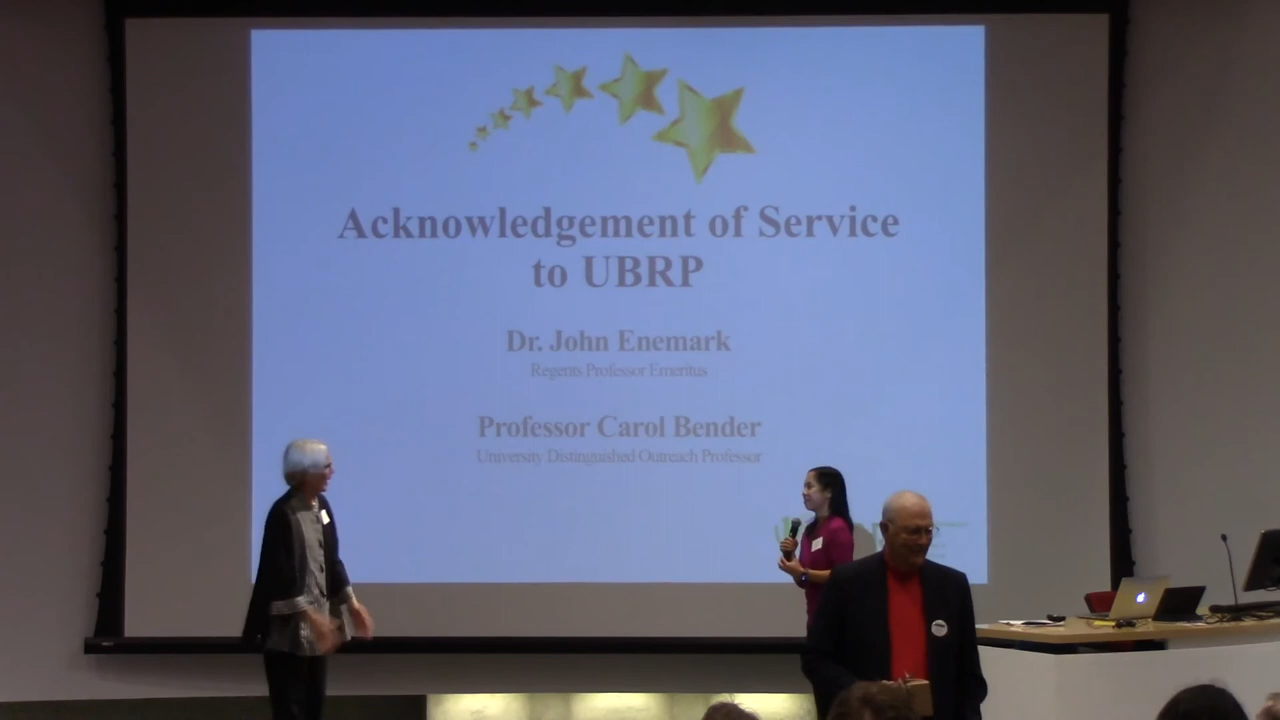 Acknowledgement of Service
to UBRP
Dr. John Enemark
Regents Professor Emeritus
Professor Carol Bender
University Distinguished Outreach Professor